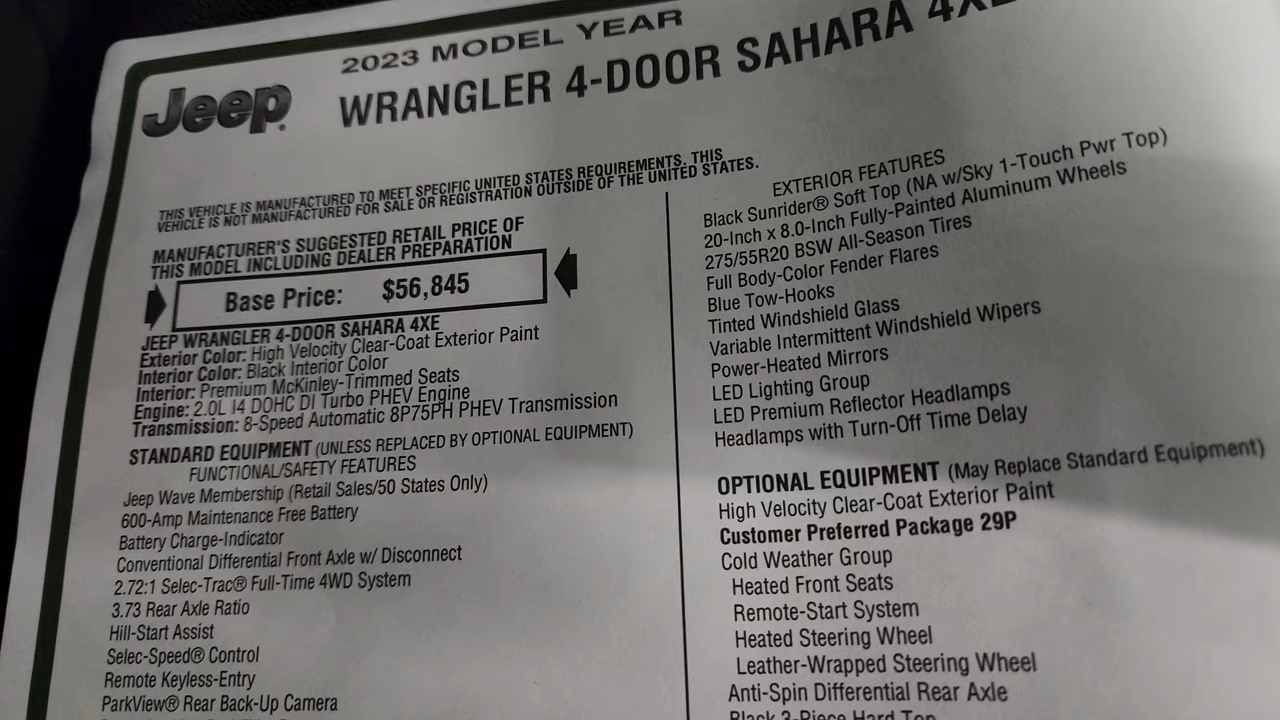 2023 MODEL YEAR
Jeep
WRANGLER 4-DOOR SAHARA
THIS VEHICLE IS MANUFACTURED TO MEET SPECIFIC UNITED STATES REQUIREMENTS. THIS
VEHICLE IS NOT MANUFACTURED FOR SALE OR REGISTRATION OUTSIDE OF THE UNITED STATES.
MANUFACTURER'S SUGGESTED RETAIL PRICE OF
THIS MODEL INCLUDING DEALER PREPARATION
Base Price: $56,845
JEEP WRANGLER 4-DOOR SAHARA 4XE
Exterior Color: High Velocity Clear-Coat Exterior Paint
Interior Color: Black Interior Color
Interior: Premium McKinley-Trimmed Seats
Engine: 2.0L I4 DOHC DI Turbo PHEV Engine
Transmission: 8-Speed Automatic 8P75PH PHEV Transmission
STANDARD EQUIPMENT (UNLESS REPLACED BY OPTIONAL EQUIPMENT)
FUNCTIONAL/SAFETY FEATURES
Jeep Wave Membership (Retail Sales/50 States Only)
600-Amp Maintenance Free Battery
Battery Charge-Indicator
Conventional Differential Front Axle w/ Disconnect
2.72:1 Selec-Trac® Full-Time 4WD System
3.73 Rear Axle Ratio
Hill-Start Assist
Selec-Speed® Control
Remote Keyless-Entry
ParkView® Rear Back-Up Camera
EXTERIOR FEATURES
Black Sunrider® Soft Top (NA w/Sky 1-Touch Pwr Top)
20-Inch x 8.0-Inch Fully-Painted Aluminum Wheels
275/55R20 BSW All-Season Tires
Full Body-Color Fender Flares
Blue Tow-Hooks
Tinted Windshield Glass
Variable Intermittent Windshield Wipers
Power-Heated Mirrors
LED Lighting Group
LED Premium Reflector Headlamps
Headlamps with Turn-Off Time Delay
OPTIONAL EQUIPMENT (May Replace Standard Equipment)
High Velocity Clear-Coat Exterior Paint
Customer Preferred Package 29P
Cold Weather Group
Heated Front Seats
Remote-Start System
Heated Steering Wheel
Leather-Wrapped Steering Wheel
Anti-Spin Differential Rear Axle
Black 3-Piece Hard Top